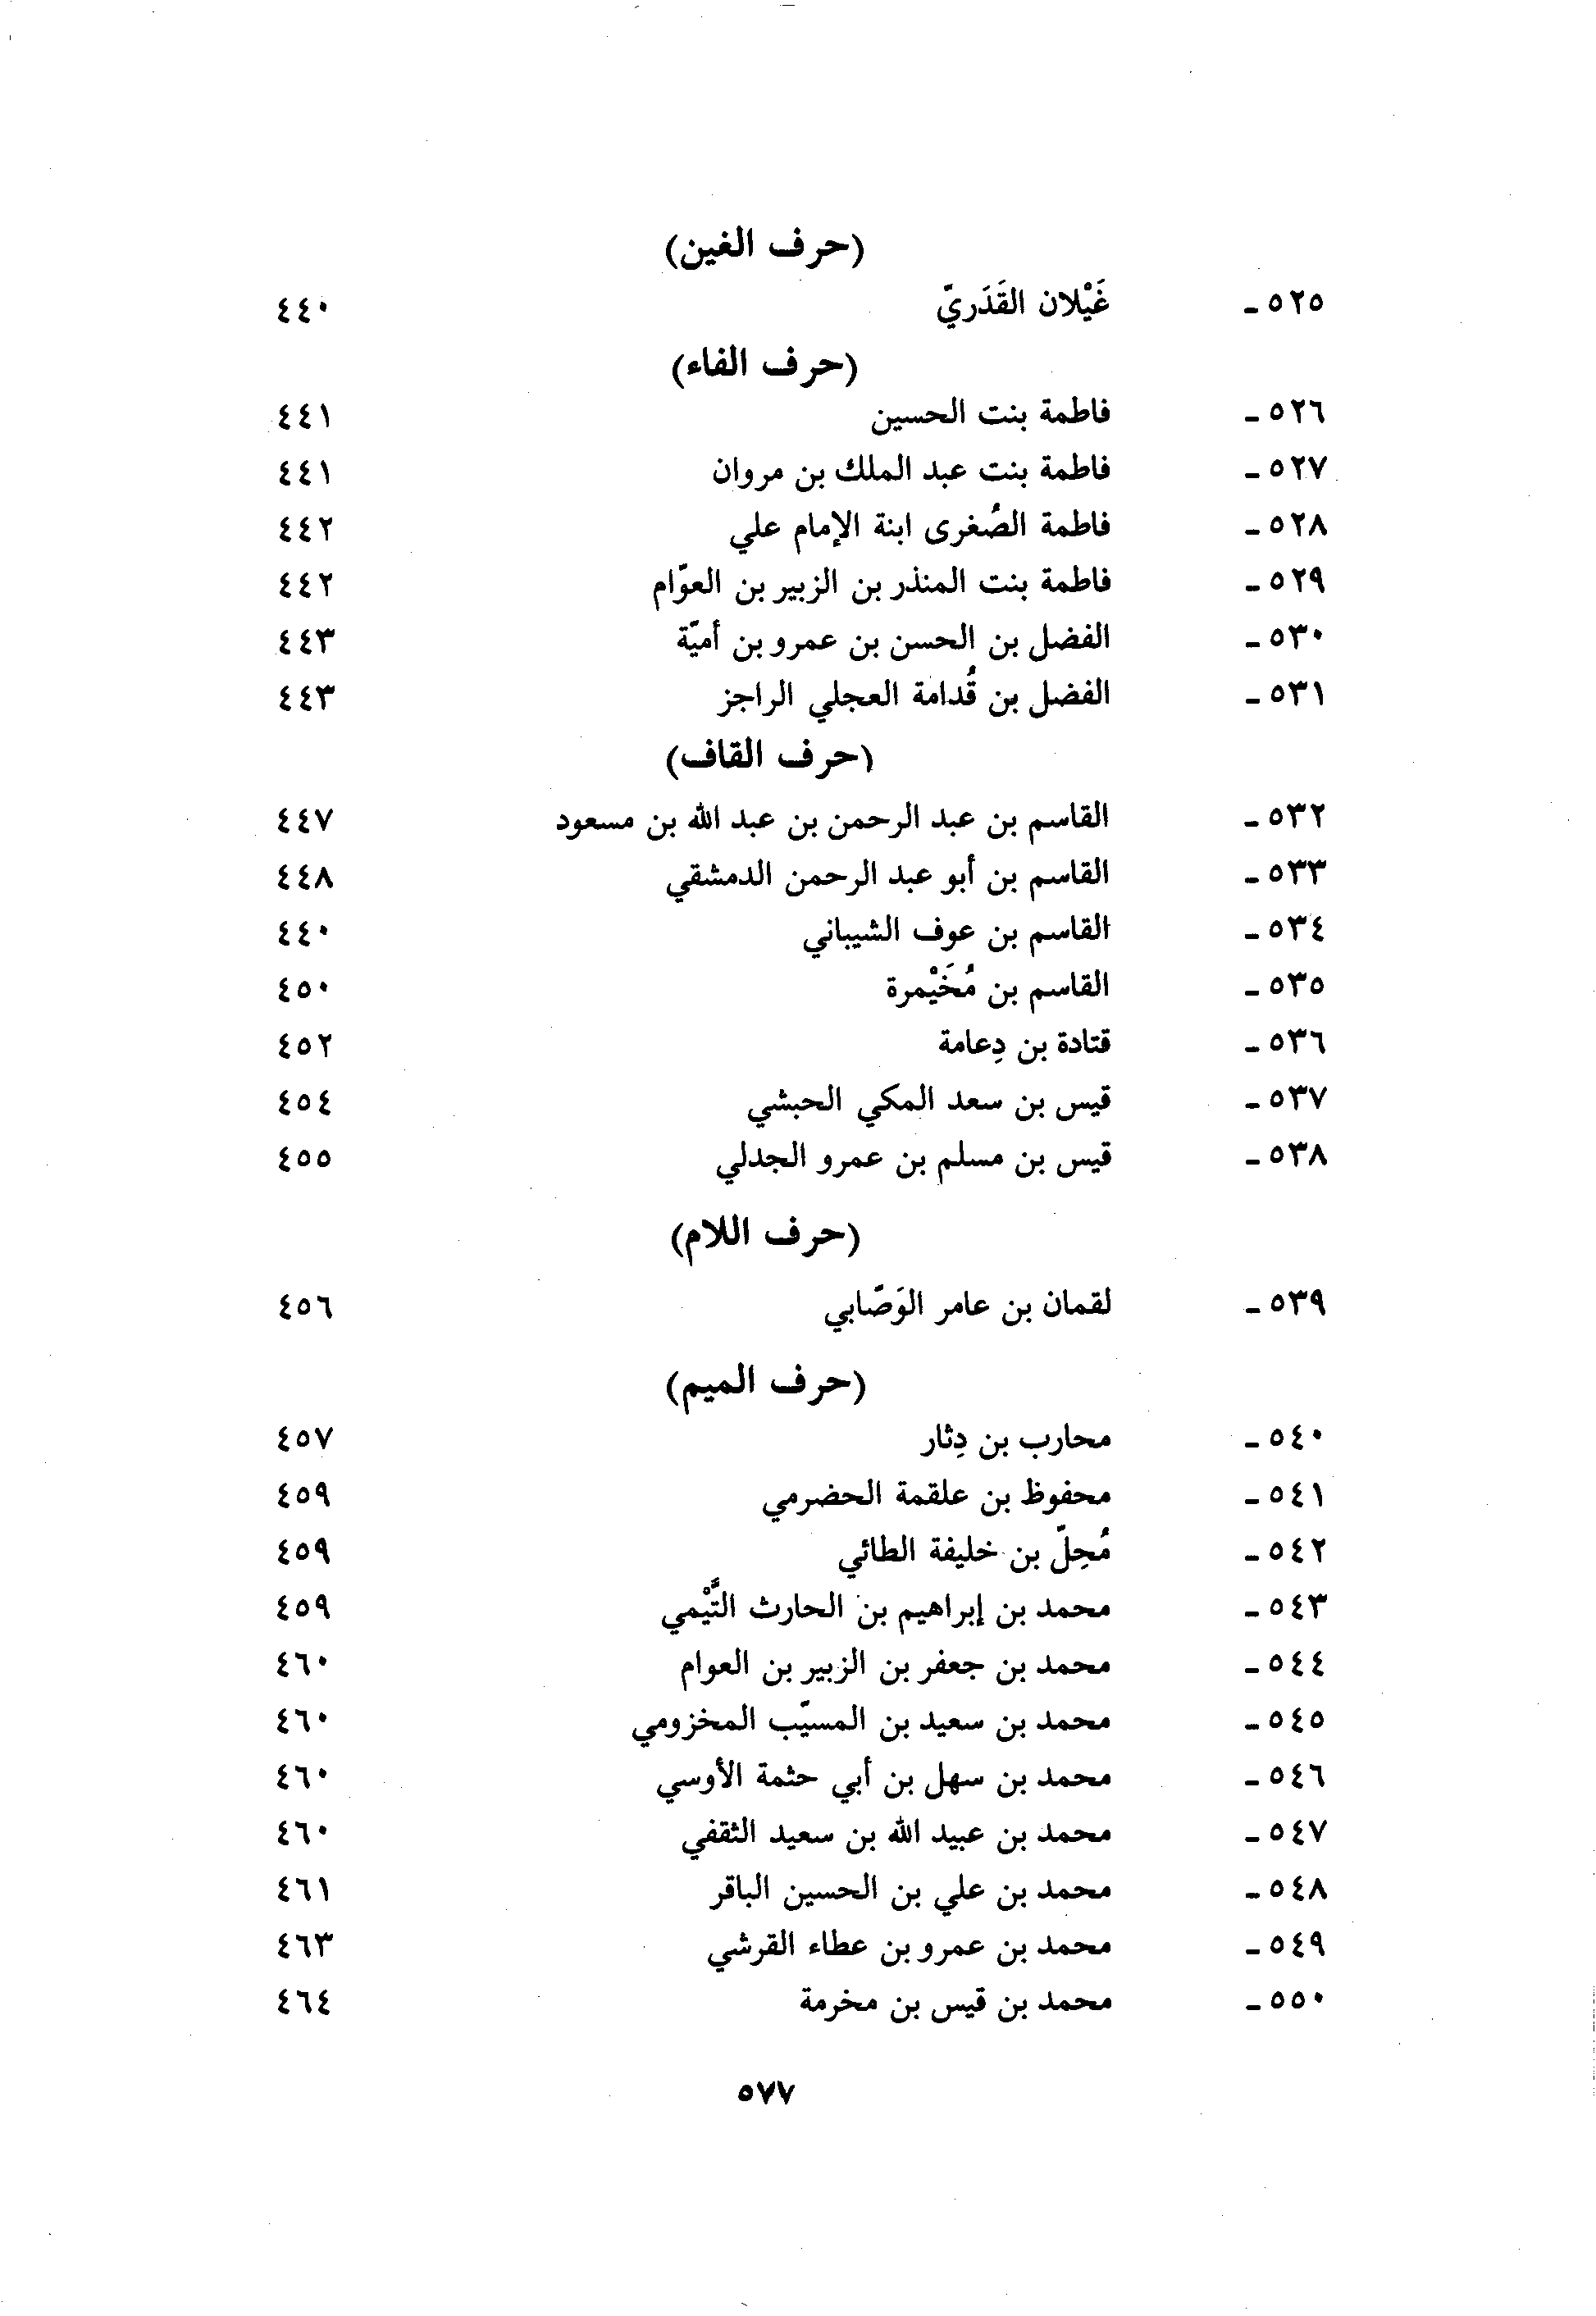 (حرف الغين)
٥٢٥ - غَيْلان القَدَريّ ٤٤٠
(حرف الفاء)
٥٢٦ - فاطمة بنت الحسين ٤٤١
٥٢٧ - فاطمة بنت عبد الملك بن مروان ٤٤١
٥٢٨ - فاطمة الصُغرى ابنة الإمام علي ٤٤٢
٥٢٩ - فاطمة بنت المنذر بن الزبير بن العوّام ٤٤٢
٥٣٠ - الفضل بن الحسن بن عمرو بن أميّة ٤٤٣
٥٣١ - الفضل بن قُدامة العجلي الراجز ٤٤٣
(حرف القاف)
٥٣٢ - القاسم بن عبد الرحمن بن عبد الله بن مسعود ٤٤٧
٥٣٣ - القاسم بن أبو عبد الرحمن الدمشقي ٤٤٨
٥٣٤ - القاسم بن عوف الشيباني ٤٤٠
٥٣٥ - القاسم بن مُخَيْمرة ٤٥٠
٥٣٦ - قتادة بن دِعامة ٤٥٢
٥٣٧ - قيس بن سعد المكي الحبشي ٤٥٤
٥٣٨ - قيس بن مسلم بن عمرو الجدلي ٤٥٥
(حرف اللام)
٥٣٩ - لقمان بن عامر الوَصّابي ٤٥٦
(حرف الميم)
٥٤٠ - محارب بن دِثار ٤٥٧
٥٤١ - محفوظ بن علقمة الحضرمي ٤٥٩
٥٤٢ - مُحِلّ بن خليفة الطائي ٤٥٩
٥٤٣ - محمد بن إبراهيم بن الحارث التَّيْمي ٤٥٩
٥٤٤ - محمد بن جعفر بن الزبير بن العوام ٤٦٠
٥٤٥ - محمد بن سعيد بن المسيّب المخزومي ٤٦٠
٥٤٦ - محمد بن سهل بن أبي حثمة الأوسي ٤٦٠
٥٤٧ - محمد بن عبيد الله بن سعيد الثقفي ٤٦٠
٥٤٨ - محمد بن علي بن الحسين الباقر ٤٦١
٥٤٩ - محمد بن عمرو بن عطاء القرشي ٤٦٣
٥٥٠ - محمد بن قيس بن مخرمة ٤٦٤
٥٧٧